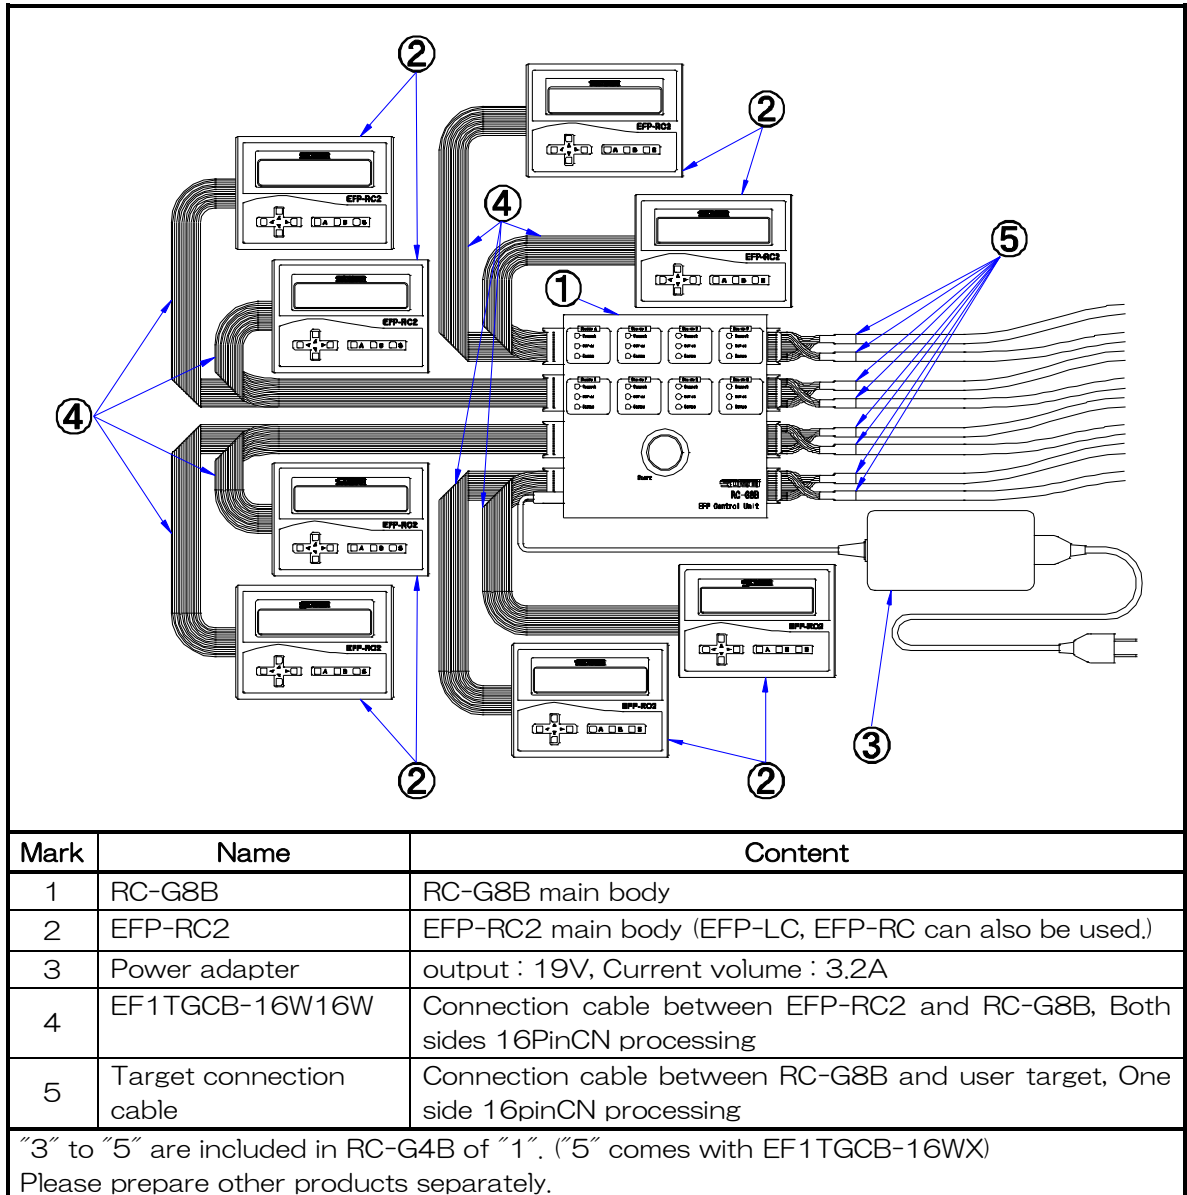 ②
②
EFP-RC2
EFP-RC2
A B S
④
⑤
EFP-RC2
EFP-RC2
①
EFP-RC2
④
EFP-RC2
Start
RC-G8B
EFP Control Unit
EFP-RC2
EFP-RC2
EFP-RC2
③
②
②
Mark Name Content
1 RC-G8B RC-G8B main body
2 EFP-RC2 EFP-RC2 main body (EFP-LC, EFP-RC can also be used.)
3 Power adapter output : 19V, Current volume : 3.2A
4 EF1TGCB-16W16W Connection cable between EFP-RC2 and RC-G8B, Both
sides 16PinCN processing
5 Target connection Connection cable between RC-G8B and user target, One
cable side 16pinCN processing
"3" to "5" are included in RC-G4B of "1". ("5" comes with EF1TGCB-16WX)
Please prepare other products separately.